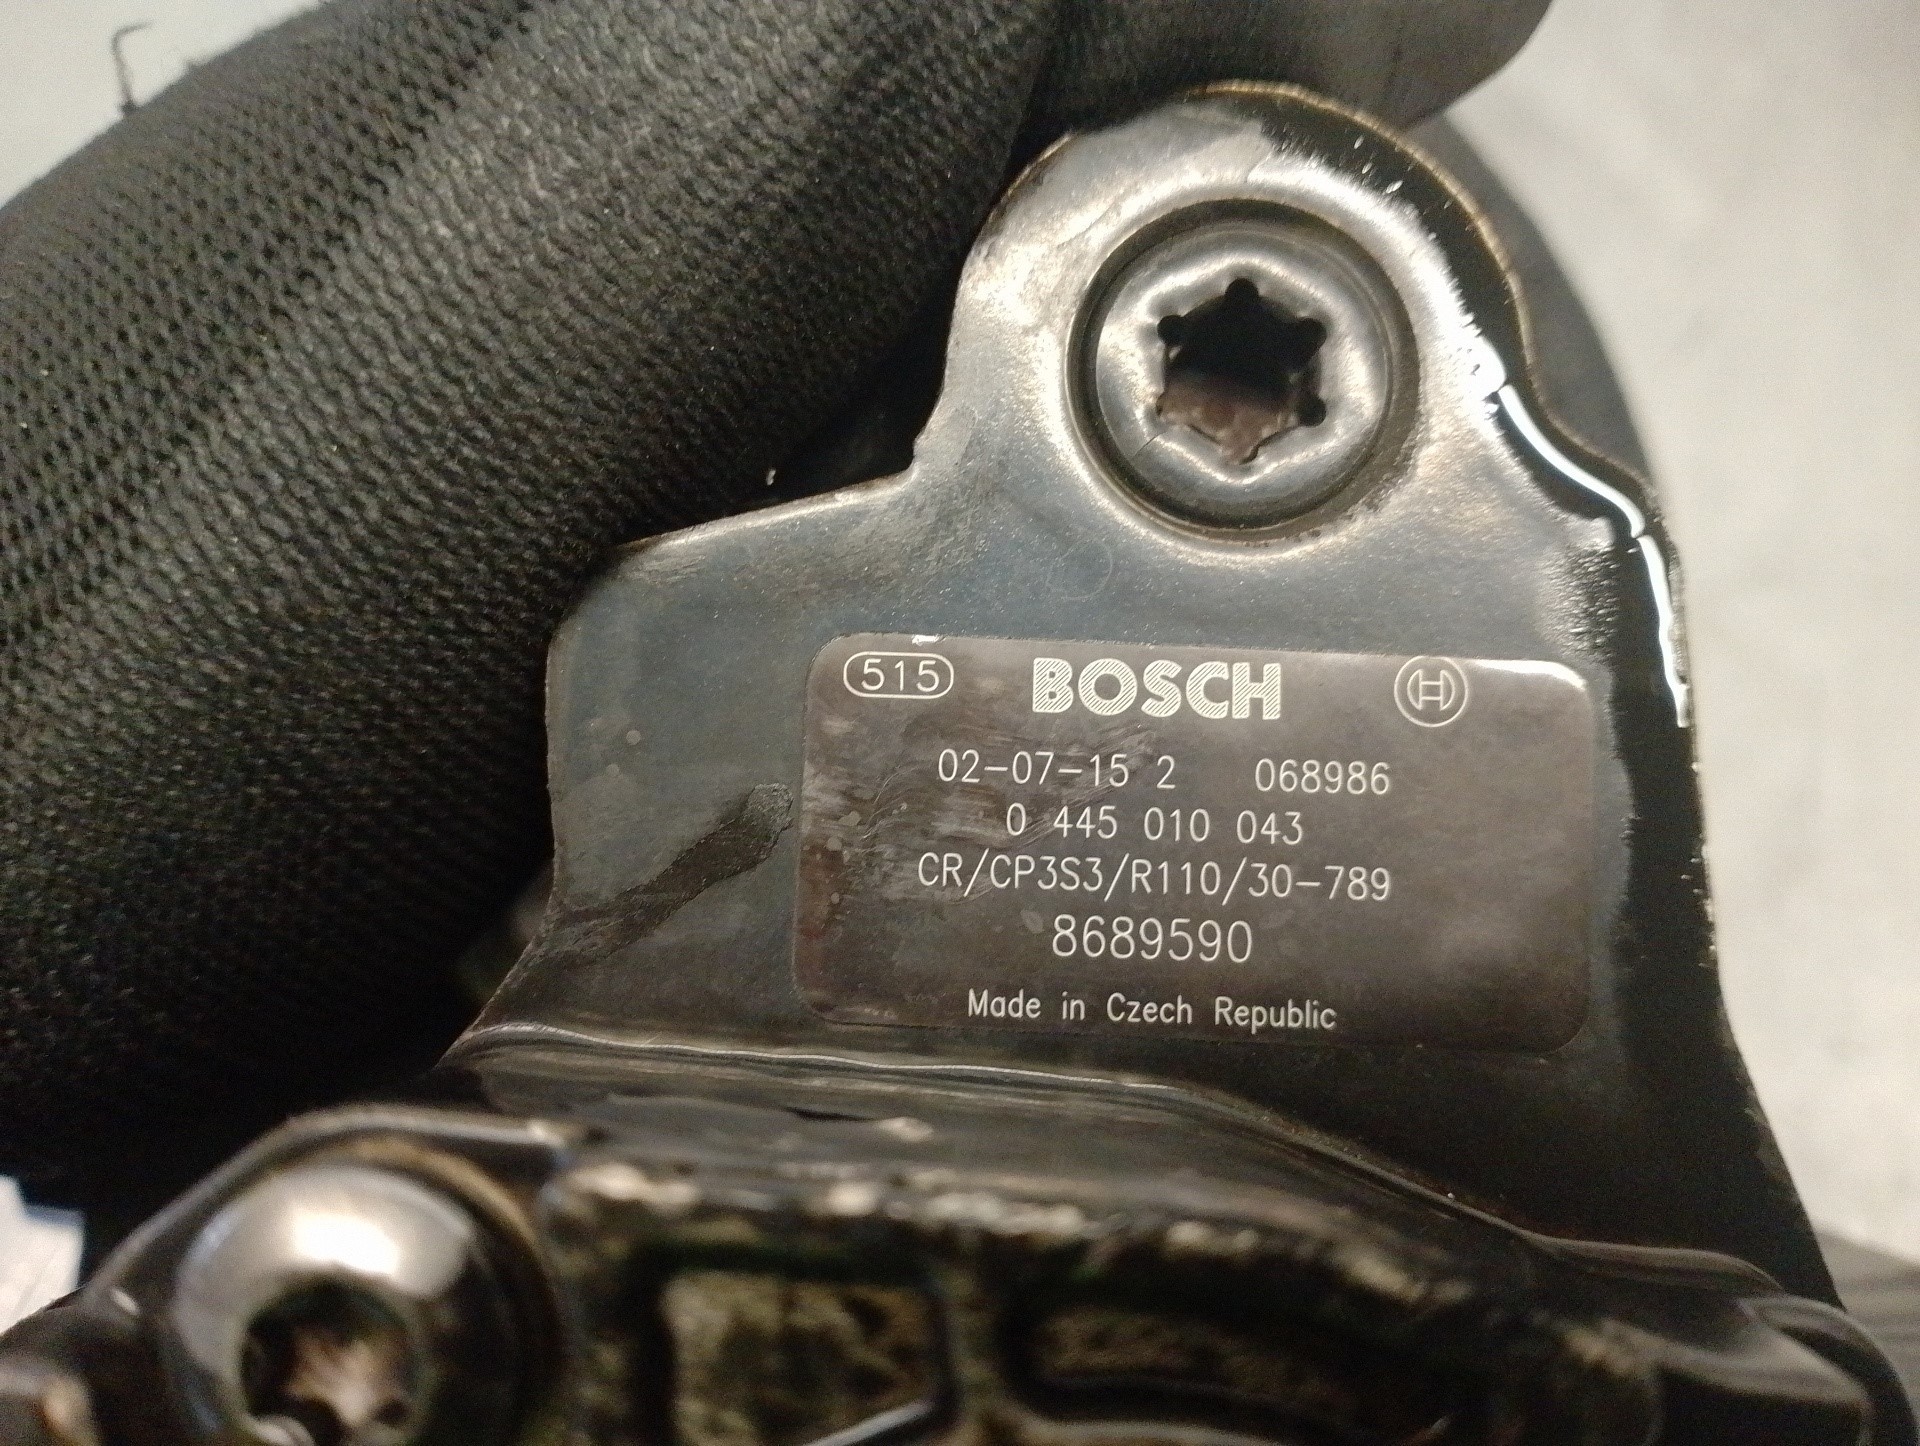 515 BOSCH H
02-07-15 2 068986
0 445 010 043
CR/CP3S3/R110/30-789
8689590
Made in Czech Republic